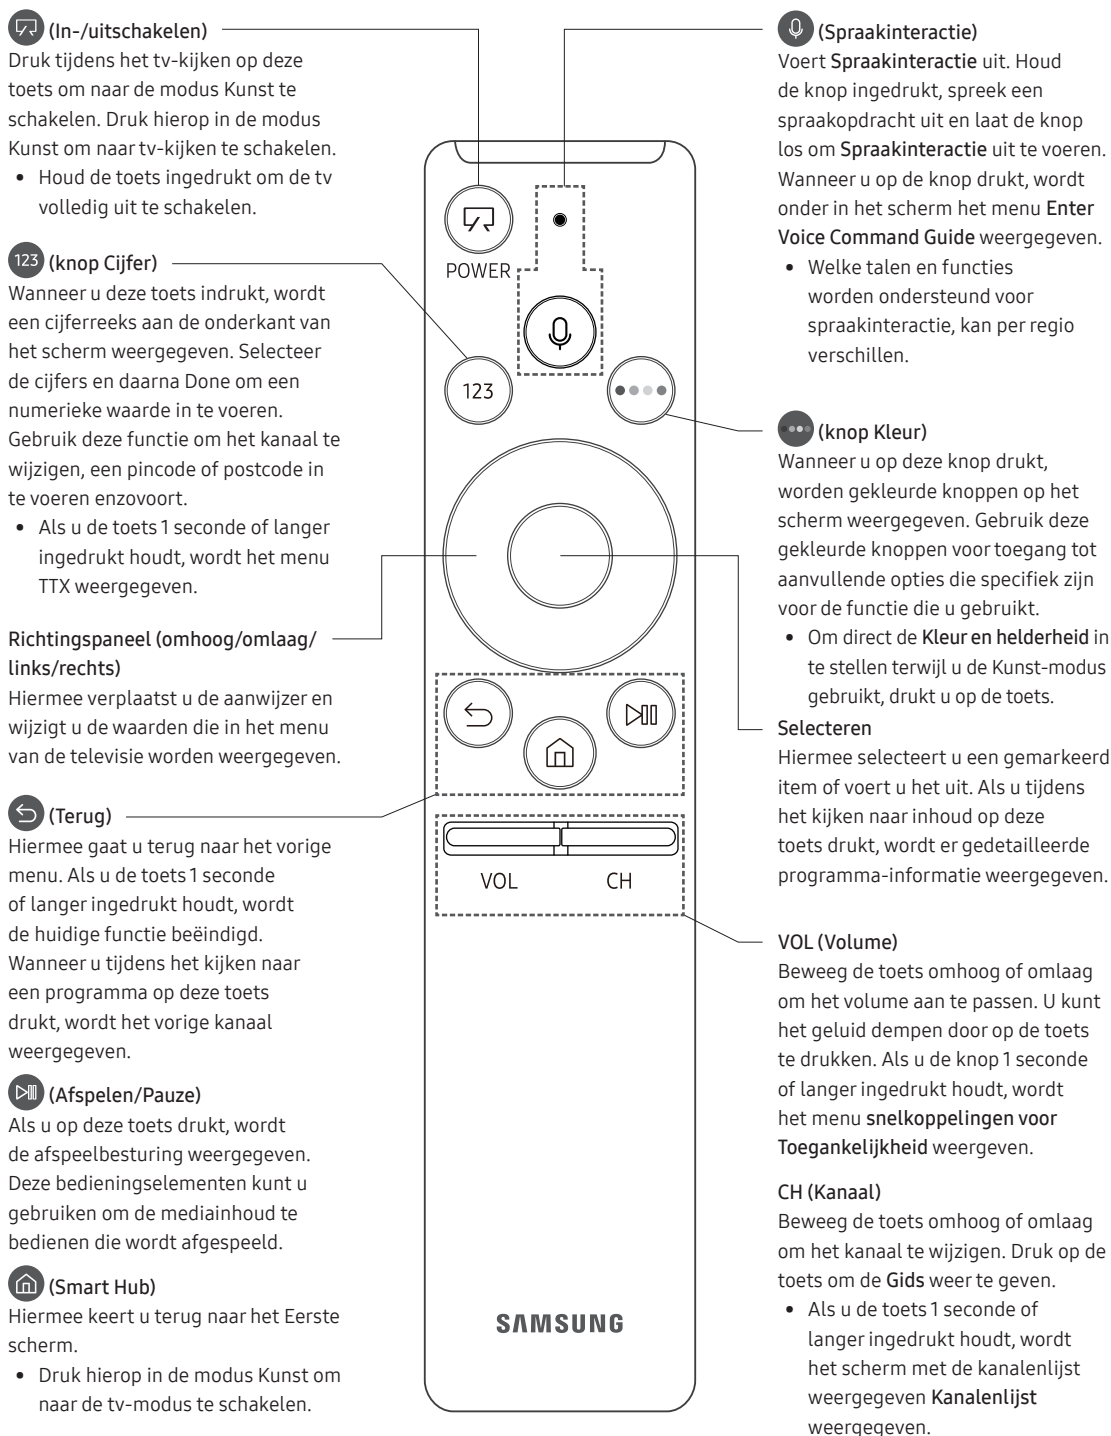 (In-/uitschakelen)
Druk tijdens het tv-kijken op deze
toets om naar de modus Kunst te
schakelen. Druk hierop in de modus
Kunst om naar tv-kijken te schakelen.
• Houd de toets ingedrukt om de tv
volledig uit te schakelen.
123 (knop Cijfer)
Wanneer u deze toets indrukt, wordt
een cijferreeks aan de onderkant van
het scherm weergegeven. Selecteer
de cijfers en daarna Done om een
numerieke waarde in te voeren.
Gebruik deze functie om het kanaal te
wijzigen, een pincode of postcode in
te voeren enzovoort.
• Als u de toets 1 seconde of langer
ingedrukt houdt, wordt het menu
TTX weergegeven.
Richtingspaneel (omhoog/omlaag/
links/rechts)
Hiermee verplaatst u de aanwijzer en
wijzigt u de waarden die in het menu
van de televisie worden weergegeven.
(Terug)
Hiermee gaat u terug naar het vorige
menu. Als u de toets 1 seconde
of langer ingedrukt houdt, wordt
de huidige functie beëindigd.
Wanneer u tijdens het kijken naar
een programma op deze toets
drukt, wordt het vorige kanaal
weergegeven.
(Afspelen/Pauze)
Als u op deze toets drukt, wordt
de afspeelbesturing weergegeven.
Deze bedieningselementen kunt u
gebruiken om de mediainhoud te
bedienen die wordt afgespeeld.
(Smart Hub)
Hiermee keert u terug naar het Eerste
scherm.
• Druk hierop in de modus Kunst om
naar de tv-modus te schakelen.
POWER
123
VOL CH
SAMSUNG
(Spraakinteractie)
Voert Spraakinteractie uit. Houd
de knop ingedrukt, spreek een
spraakopdracht uit en laat de knop
los om Spraakinteractie uit te voeren.
Wanneer u op de knop drukt, wordt
onder in het scherm het menu Enter
Voice Command Guide weergegeven.
• Welke talen en functies
worden ondersteund voor
spraakinteractie, kan per regio
verschillen.
(knop Kleur)
Wanneer u op deze knop drukt,
worden gekleurde knoppen op het
scherm weergegeven. Gebruik deze
gekleurde knoppen voor toegang tot
aanvullende opties die specifiek zijn
voor de functie die u gebruikt.
• Om direct de Kleur en helderheid in
te stellen terwijl u de Kunst-modus
gebruikt, drukt u op de toets.
Selecteren
Hiermee selecteert u een gemarkeerd
item of voert u het uit. Als u tijdens
het kijken naar inhoud op deze
toets drukt, wordt er gedetailleerde
programma-informatie weergegeven.
VOL (Volume)
Beweeg de toets omhoog of omlaag
om het volume aan te passen. U kunt
het geluid dempen door op de toets
te drukken. Als u de knop 1 seconde
of langer ingedrukt houdt, wordt
het menu snelkoppelingen voor
Toegankelijkheid weergeven.
CH (Kanaal)
Beweeg de toets omhoog of omlaag
om het kanaal te wijzigen. Druk op de
toets om de Gids weer te geven.
• Als u de toets 1 seconde of
langer ingedrukt houdt, wordt
het scherm met de kanalenlijst
weergegeven Kanalenlijst
weergegeven.